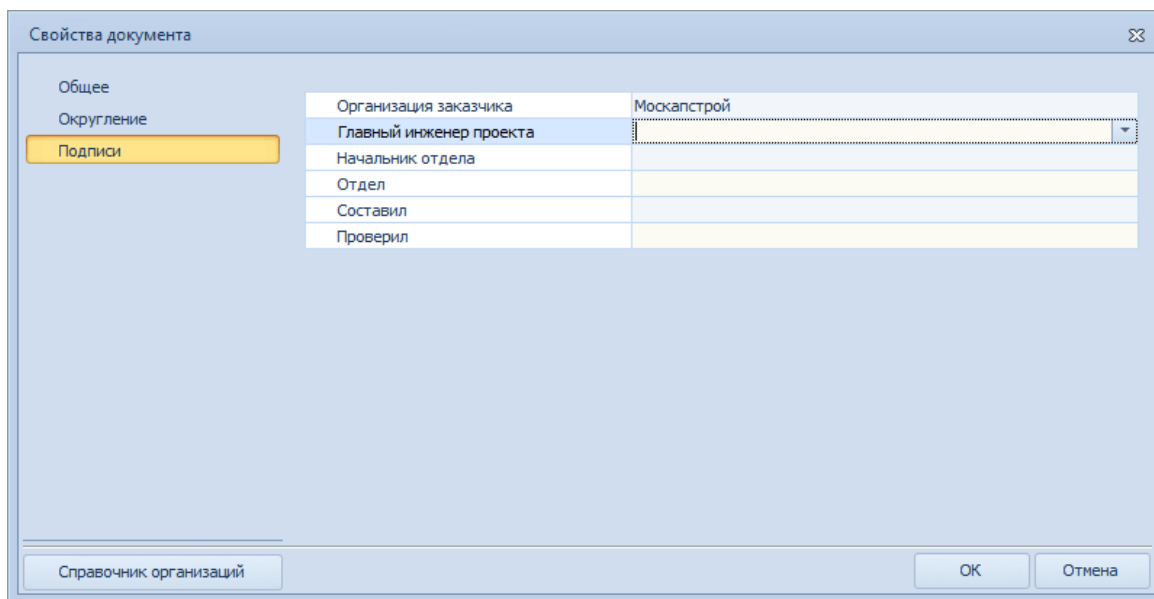 Свойства документа
Общее
Округление
Подписи
Организация заказчика Москапстрой
Главный инженер проекта
Начальник отдела
Отдел
Составил
Проверил
Справочник организаций
ОК
Отмена